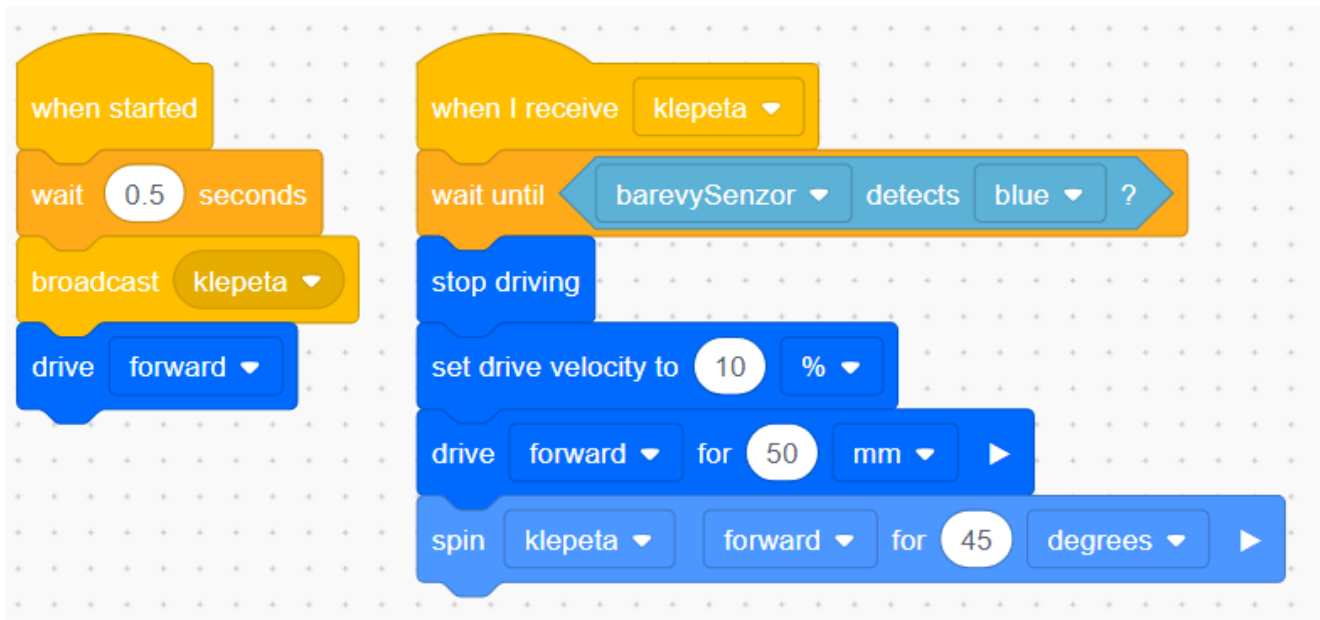 when started
wait 0.5 seconds
broadcast klepeta
drive forward
when I receive klepeta
wait until barevySenzor detects blue ?
stop driving
set drive velocity to 10 %
drive forward for 50 mm
spin klepeta forward for 45 degrees